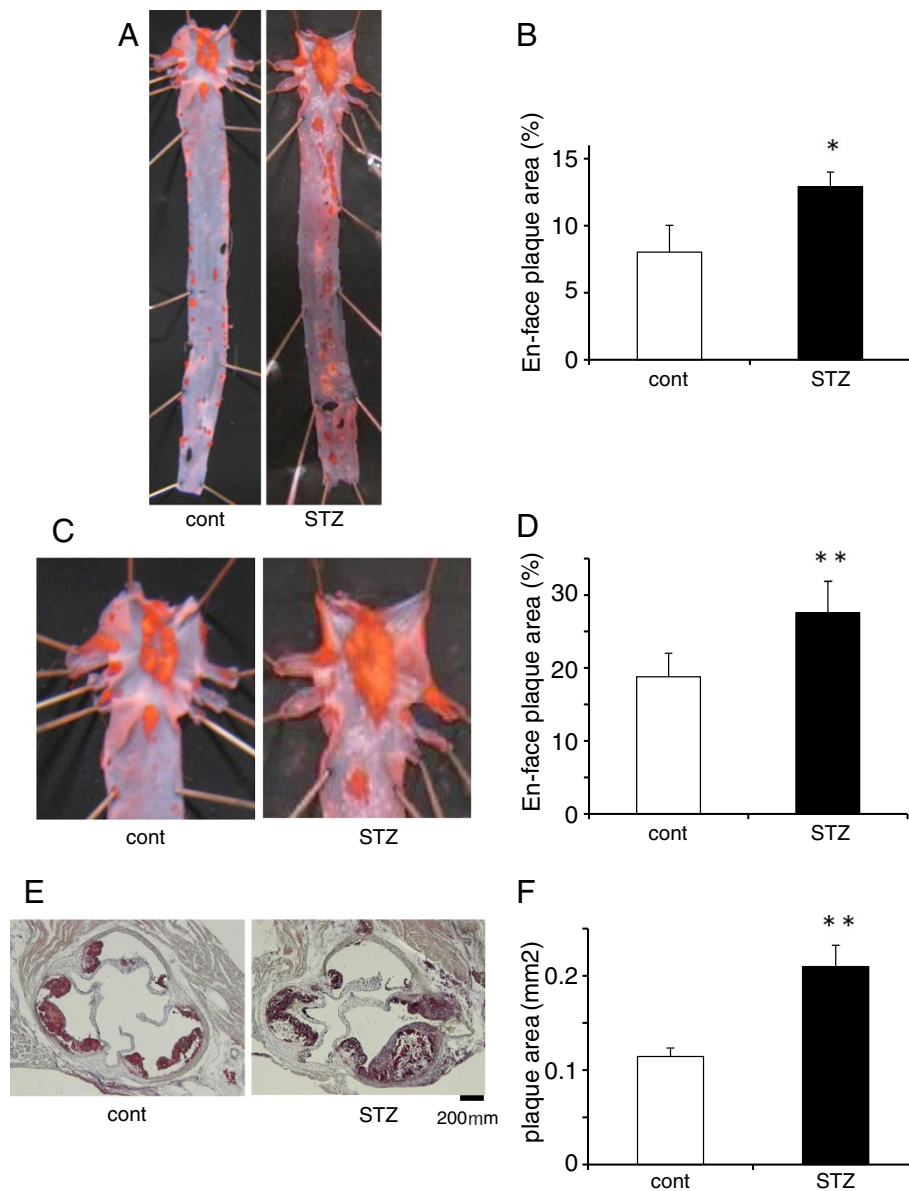 A
cont
STZ
B
En-face plaque area (%)
15
10
5
0
*
cont
STZ
C
cont
STZ
D
En-face plaque area (%)
30
20
10
0
**
cont
STZ
E
cont
STZ
200mm
F
plaque area (mm2)
0.2
0.1
0
**
cont
STZ